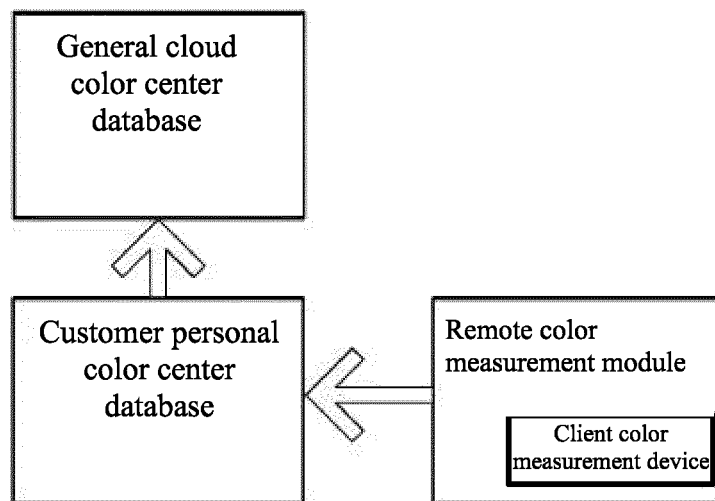 General cloud
color center
database
Customer personal
color center
database
Remote color
measurement module
Client color
measurement device